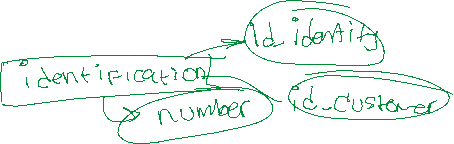 id_identity
identification
number
id_customer